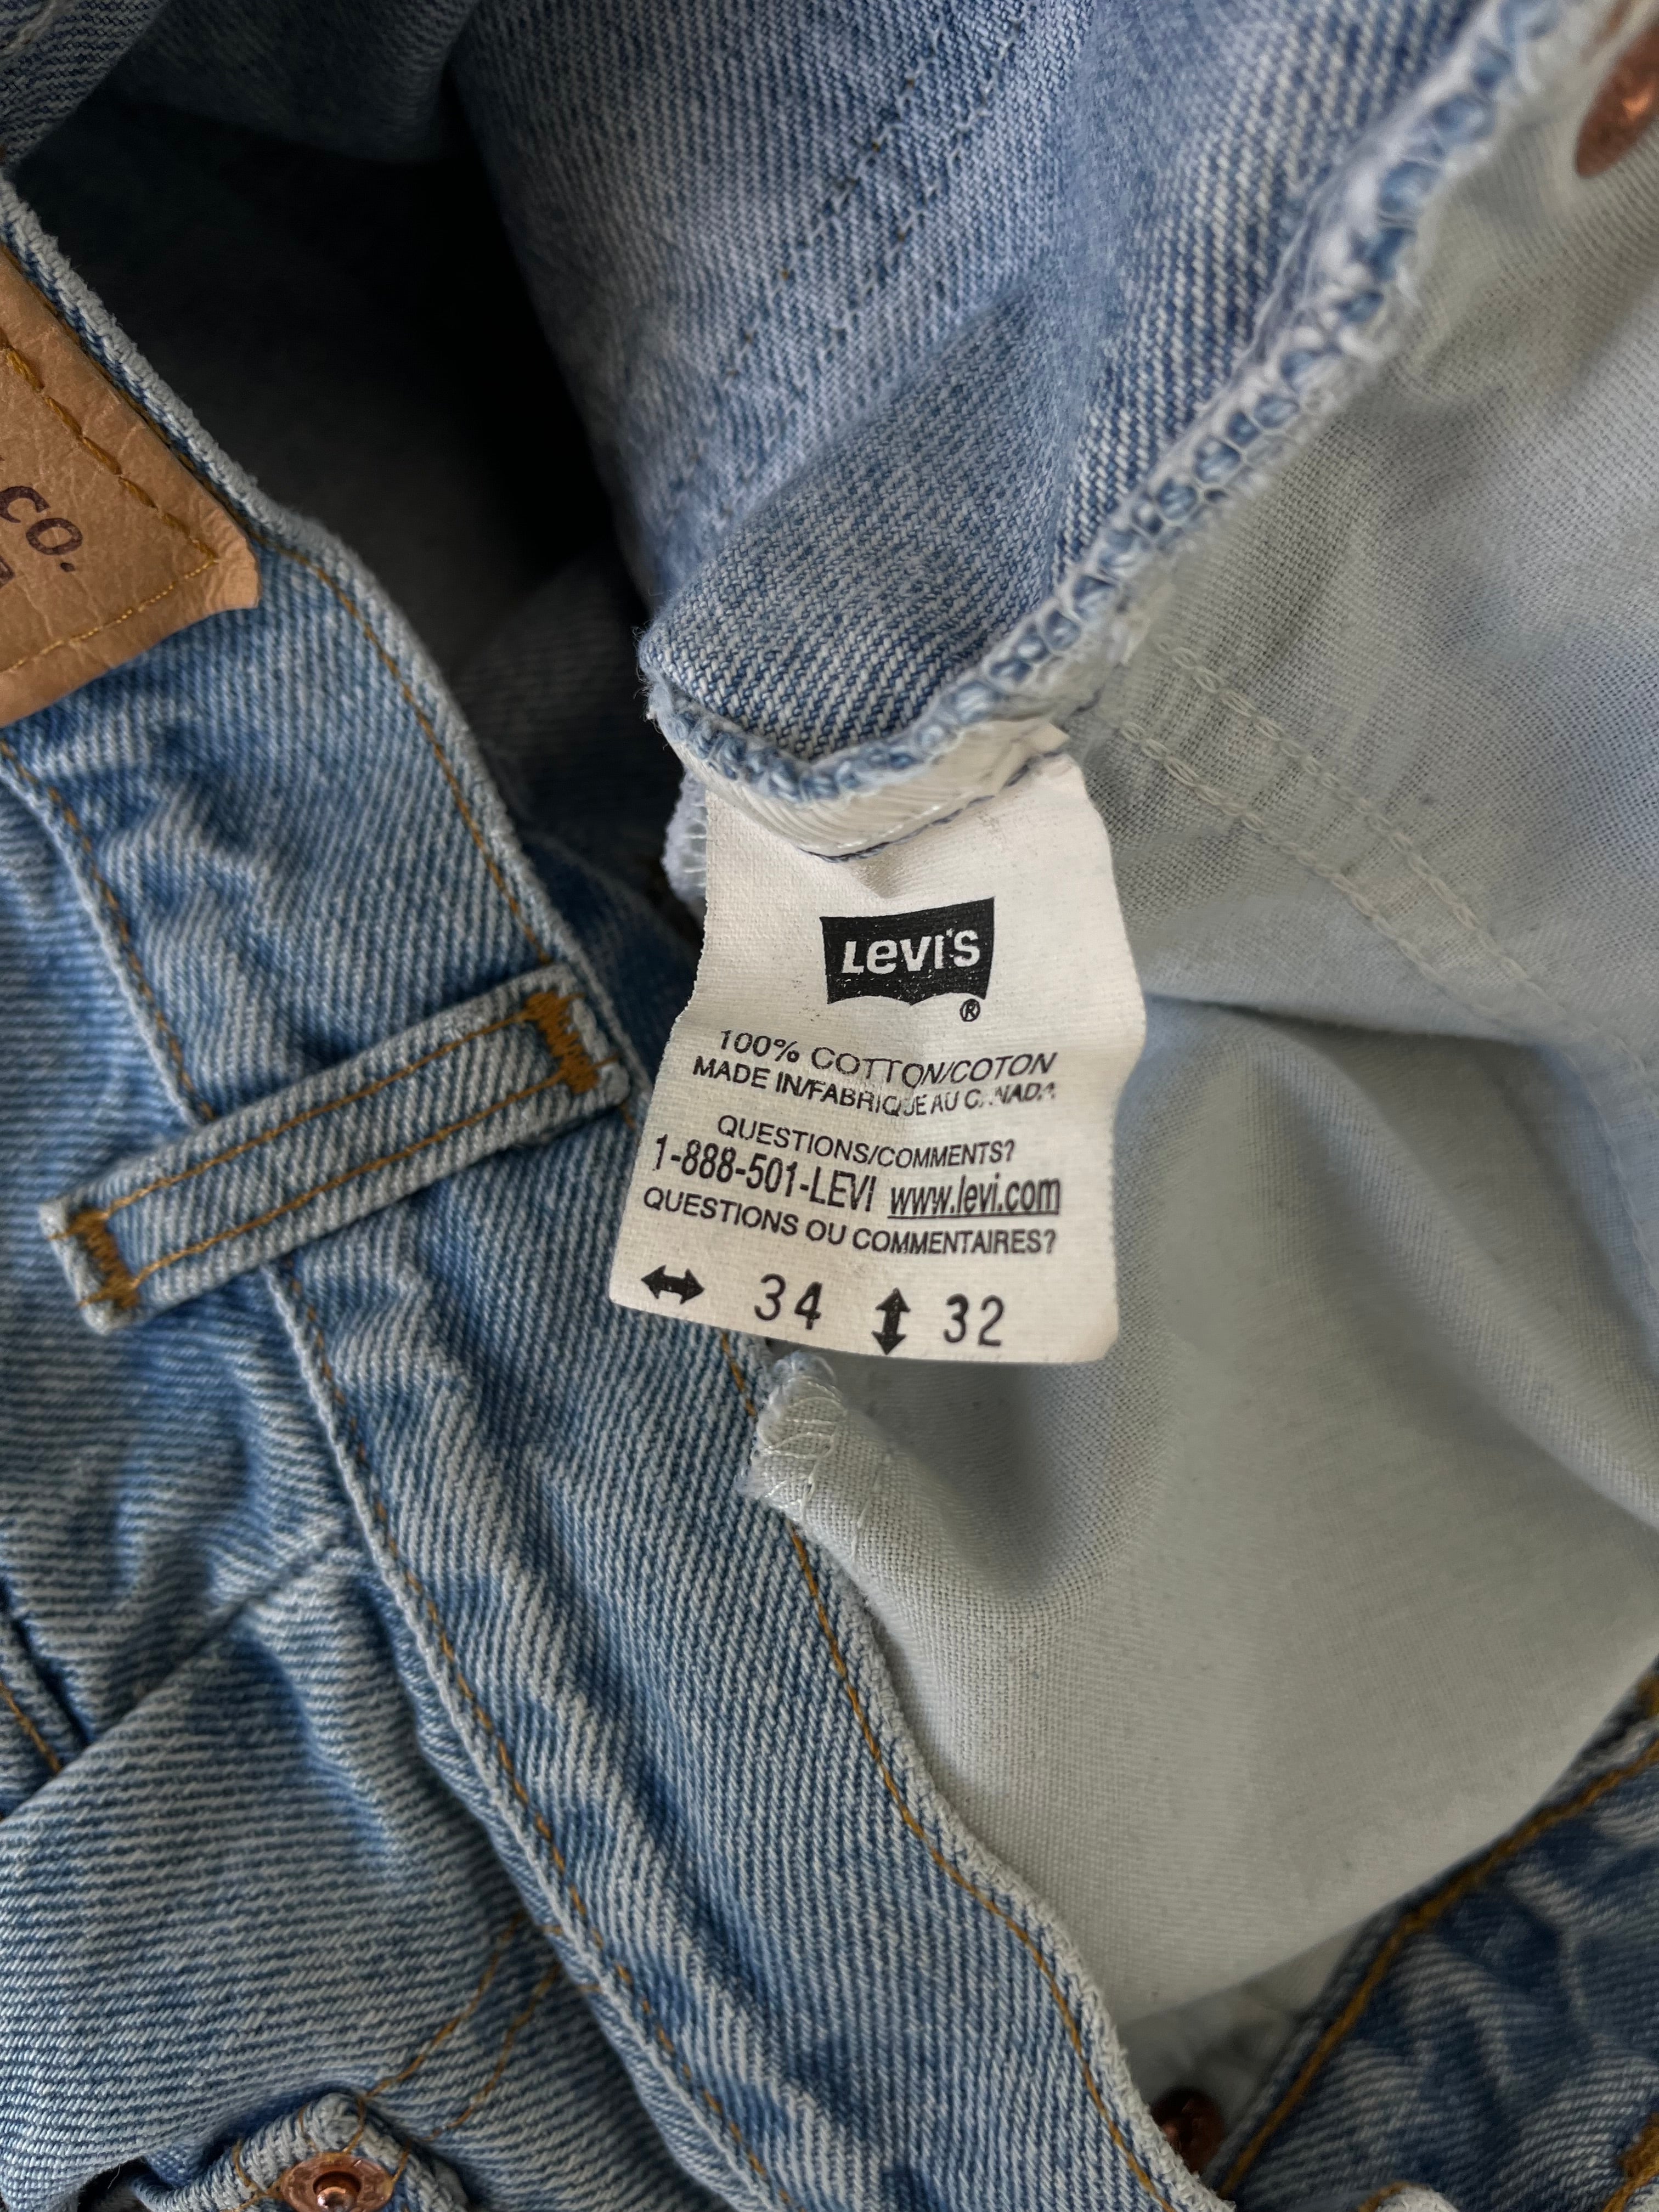 CO.
LEVI'S
®
100% COTTON/COTON
MADE IN/FABRIQUE AU CANADA
QUESTIONS/COMMENTS?
1-888-501-LEVI www.levi.com
QUESTIONS OU COMMENTAIRES?
34 32